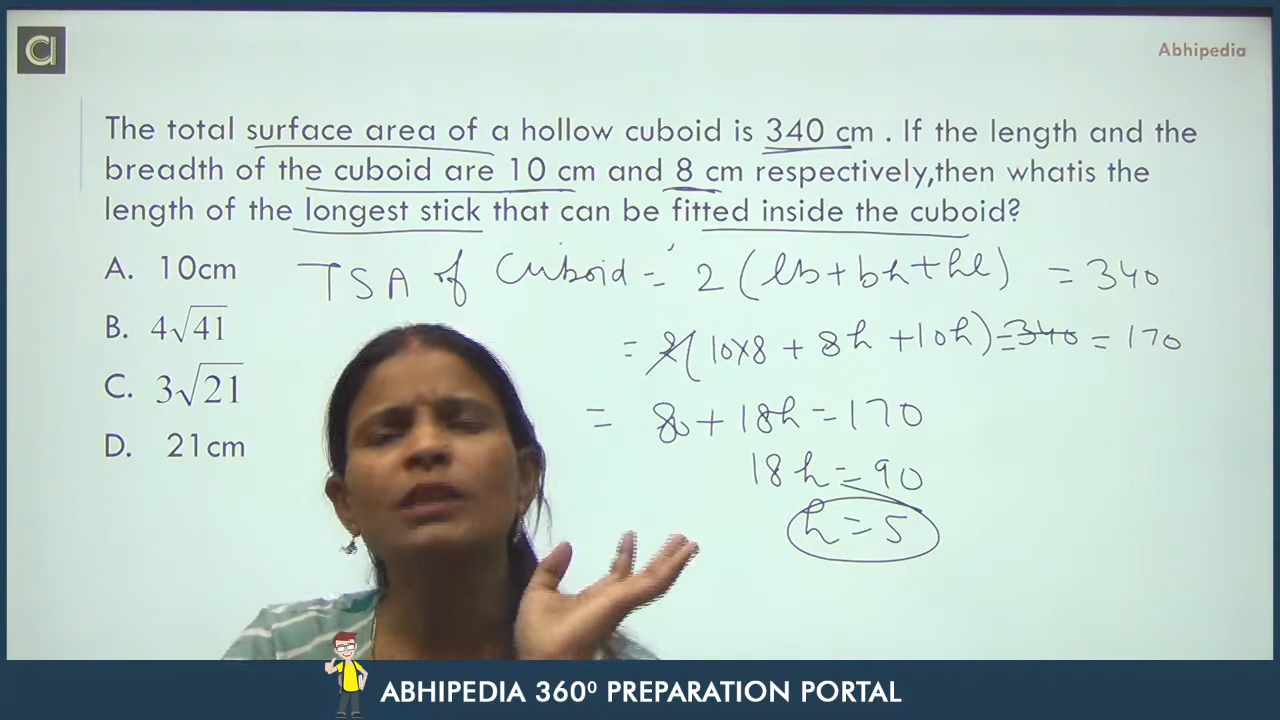 Abhipedia
The total surface area of a hollow cuboid is 340 cm . If the length and the
breadth of the cuboid are 10 cm and 8 cm respectively,then whatis the
length of the longest stick that can be fitted inside the cuboid?
A. 10cm
B. 4√41
C. 3√21
D. 21cm
TSA of Cuboid = 2 (lb+bh+hl) = 340
= 2(10×8 + 8h +10h)=340 = 170
= 80+18h=170
18h=90
h=5
ABHIPEDIA 360⁰ PREPARATION PORTAL